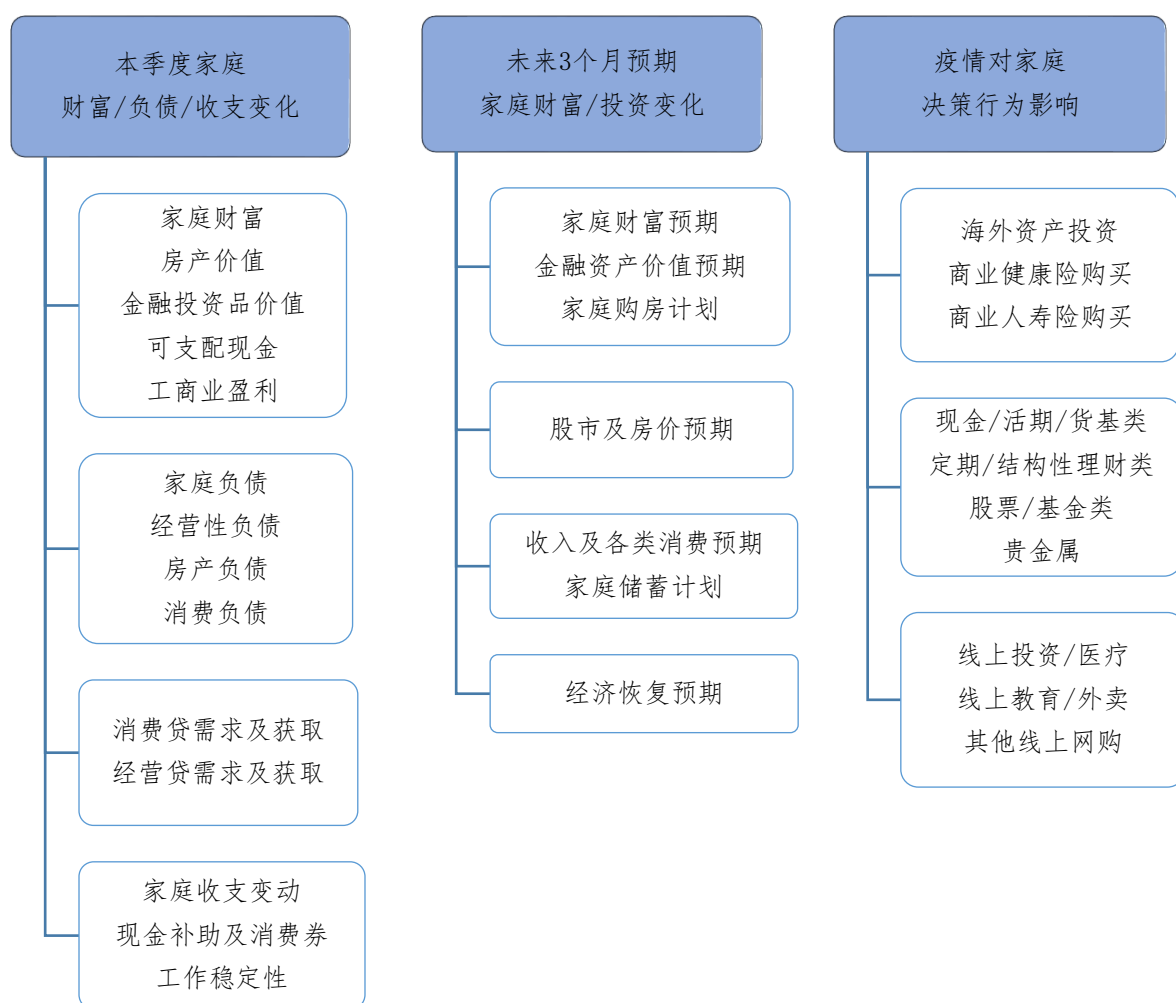 本季度家庭
财富/负债/收支变化
家庭财富
房产价值
金融投资品价值
可支配现金
工商业盈利
家庭负债
经营性负债
房产负债
消费负债
消费贷需求及获取
经营贷需求及获取
家庭收支变动
现金补助及消费券
工作稳定性
未来3个月预期
家庭财富/投资变化
家庭财富预期
金融资产价值预期
家庭购房计划
股市及房价预期
收入及各类消费预期
家庭储蓄计划
经济恢复预期
疫情对家庭
决策行为影响
海外资产投资
商业健康险购买
商业人寿险购买
现金/活期/货基类
定期/结构性理财类
股票/基金类
贵金属
线上投资/医疗
线上教育/外卖
其他线上网购